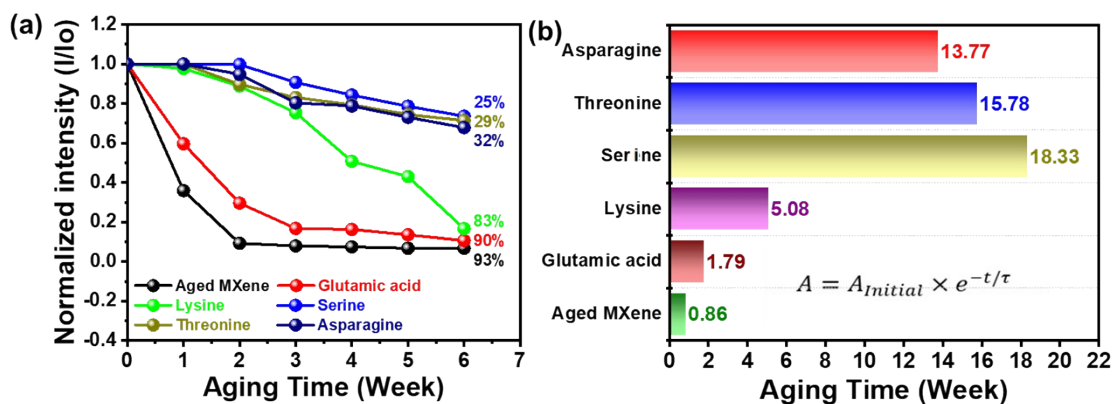 (a)
Normalized intensity (I/Io)
1.2
1.0
0.8
0.6
0.4
0.2
0.0
-0.2
-0.4
25%
29%
32%
83%
90%
93%
Aged MXene Glutamic acid
Lysine Serine
Threonine Asparagine
0 1 2 3 4 5 6 7
Aging Time (Week)
(b)
Asparagine 13.77
Threonine 15.78
Serine 18.33
Lysine 5.08
Glutamic acid 1.79
A = A_Initial × e^{-t/τ}
Aged MXene 0.86
0 2 4 6 8 10 12 14 16 18 20 22
Aging Time (Week)